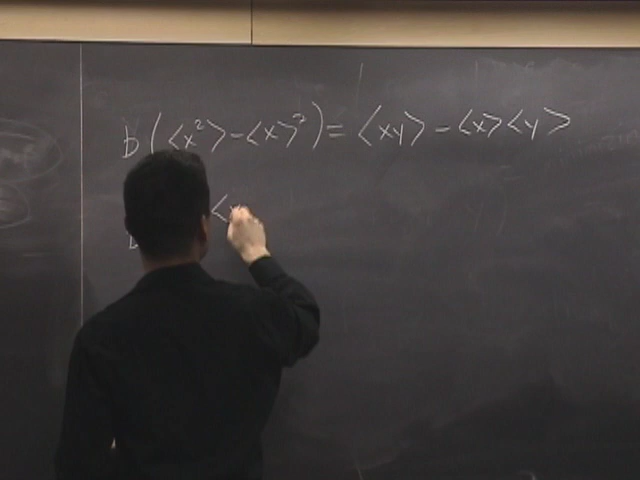 b(<x²> - <x>²) = <xy> - <x><y>
b